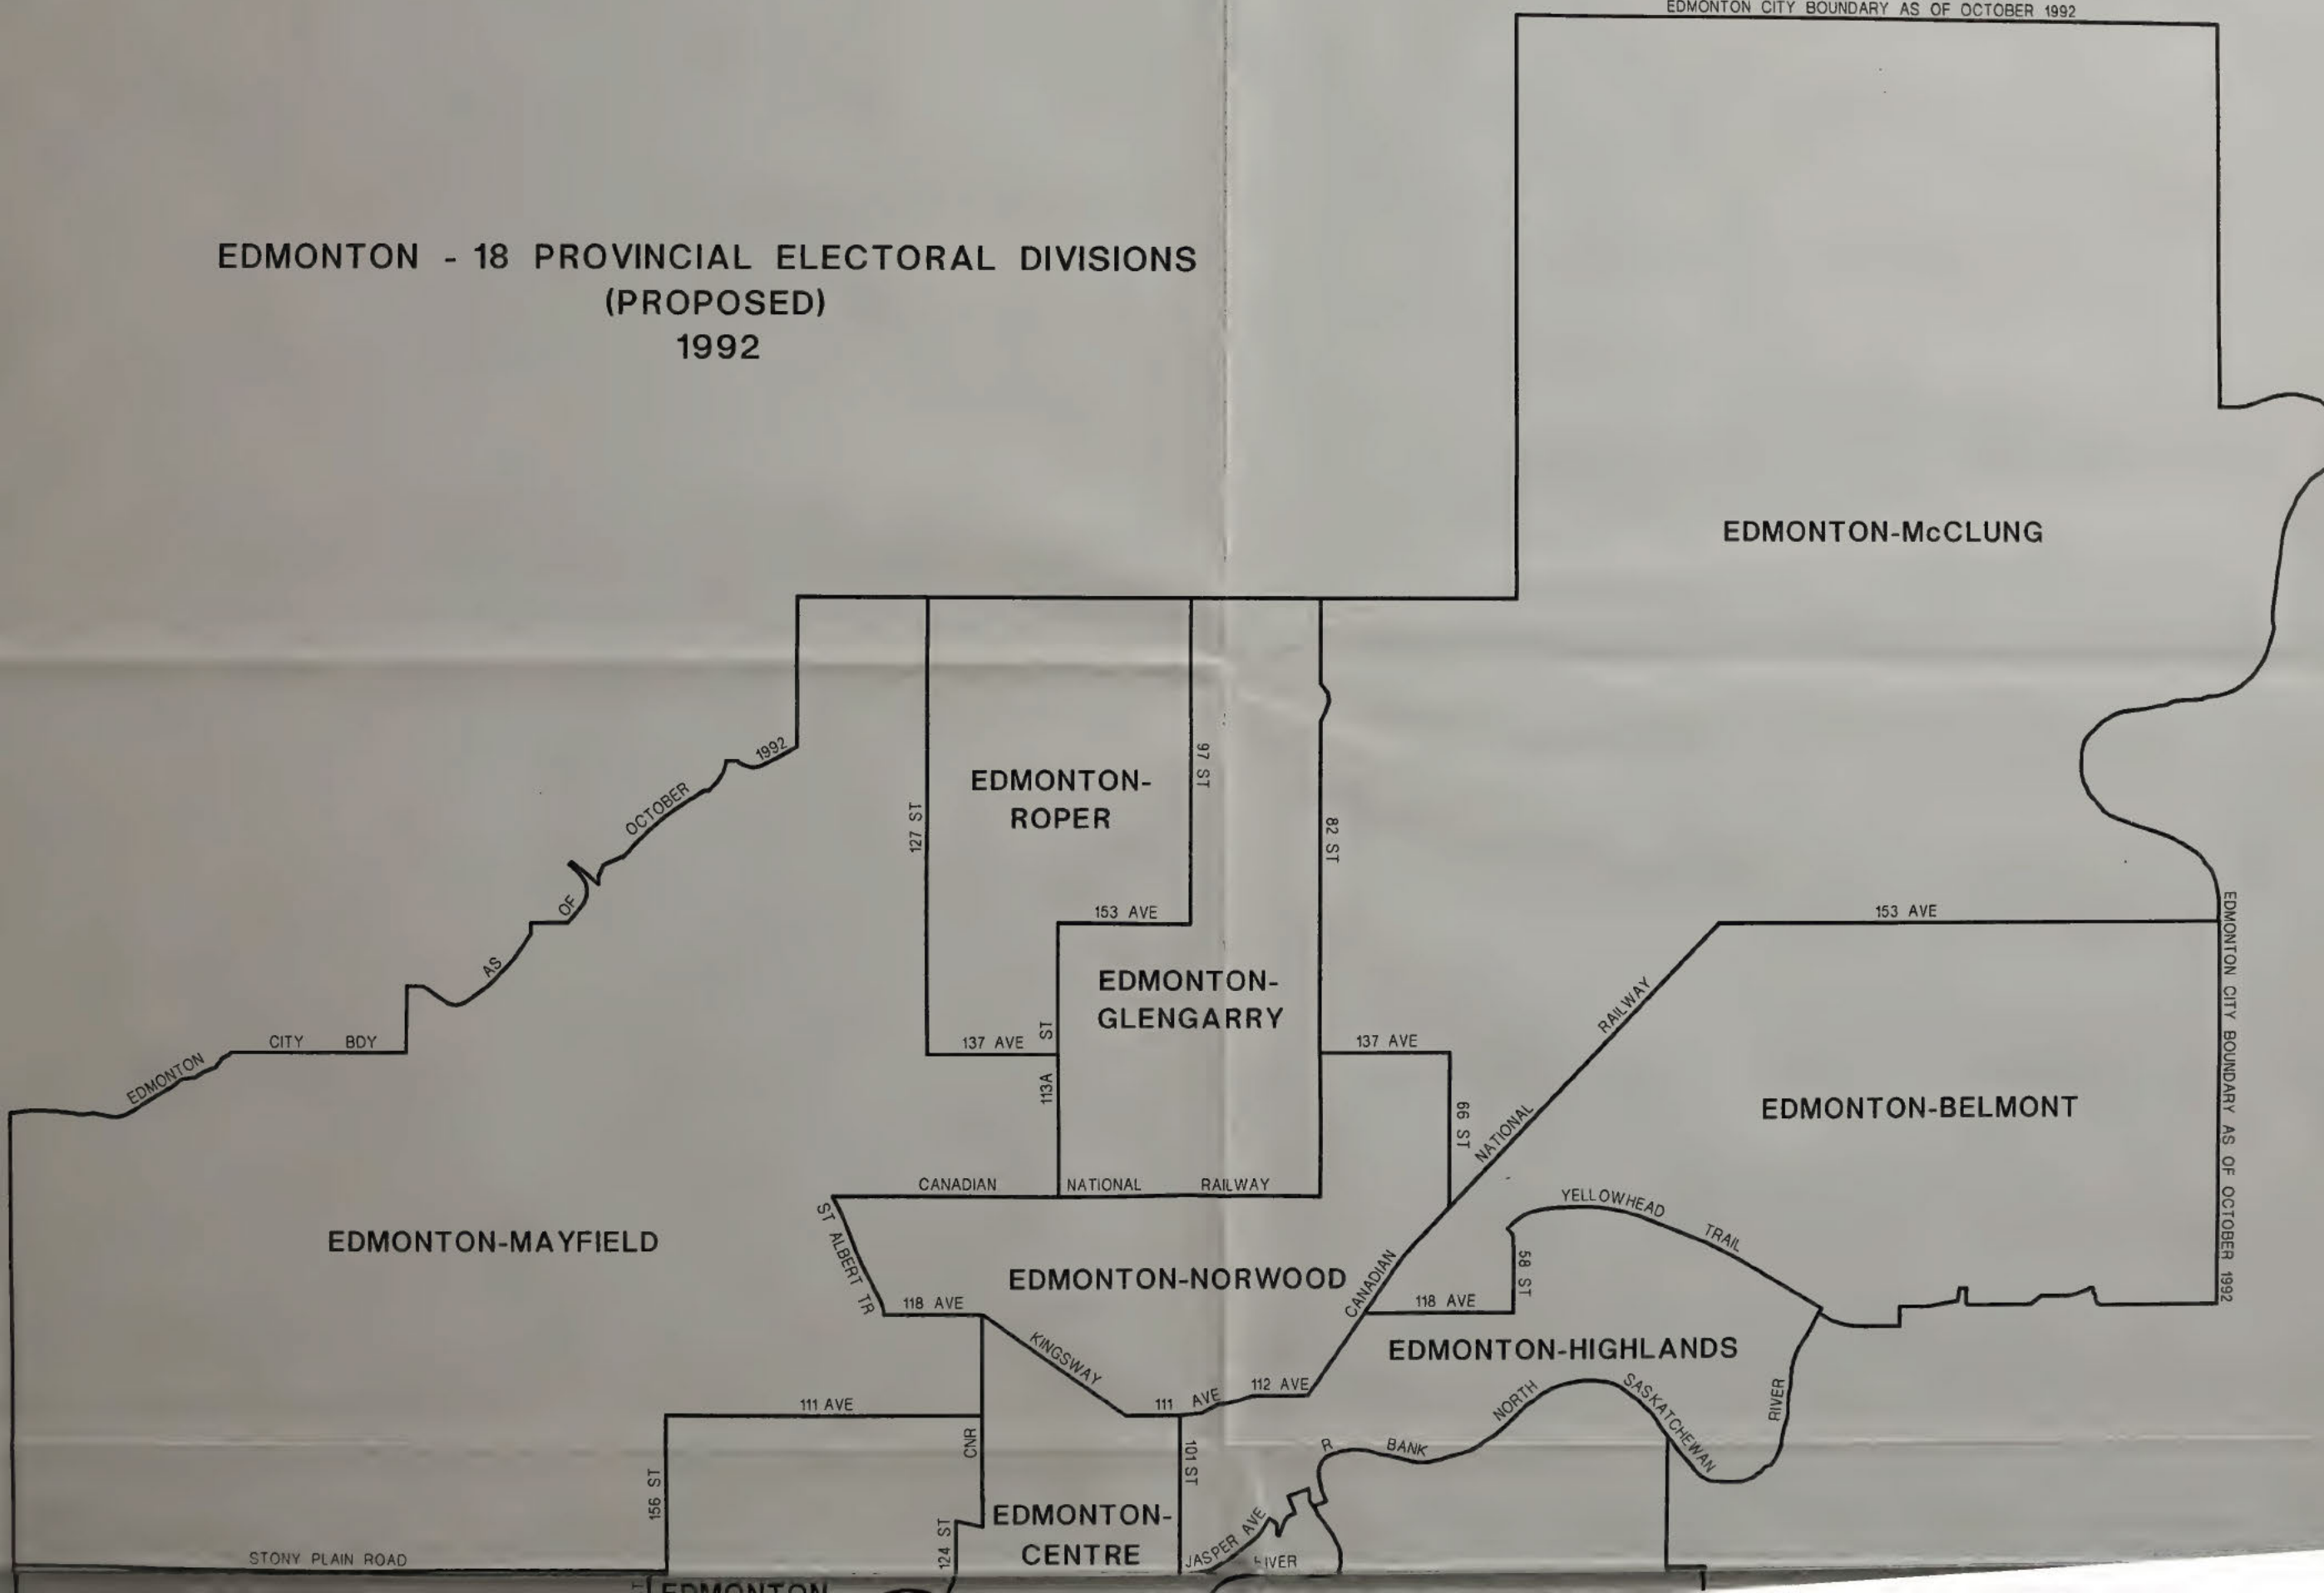 EDMONTON CITY BOUNDARY AS OF OCTOBER 1992
EDMONTON - 18 PROVINCIAL ELECTORAL DIVISIONS
(PROPOSED)
1992
EDMONTON-McCLUNG
EDMONTON-
ROPER
97 ST
127 ST
82 ST
153 AVE
153 AVE
EDMONTON CITY BDY AS OF OCTOBER 1992
EDMONTON-
GLENGARRY
137 AVE
113A ST
137 AVE
66 ST
CANADIAN NATIONAL RAILWAY
EDMONTON-BELMONT
EDMONTON CITY BOUNDARY AS OF OCTOBER 1992
CANADIAN NATIONAL RAILWAY
YELLOWHEAD TRAIL
58 ST
EDMONTON-MAYFIELD
ST ALBERT TR
EDMONTON-NORWOOD
118 AVE
118 AVE
KINGSWAY
EDMONTON-HIGHLANDS
111 AVE
112 AVE
111 AVE
CNR
101 ST
R BANK NORTH SASKATCHEWAN RIVER
156 ST
124 ST
EDMONTON-
CENTRE
JASPER AVE
RIVER
STONY PLAIN ROAD
EDMONTON